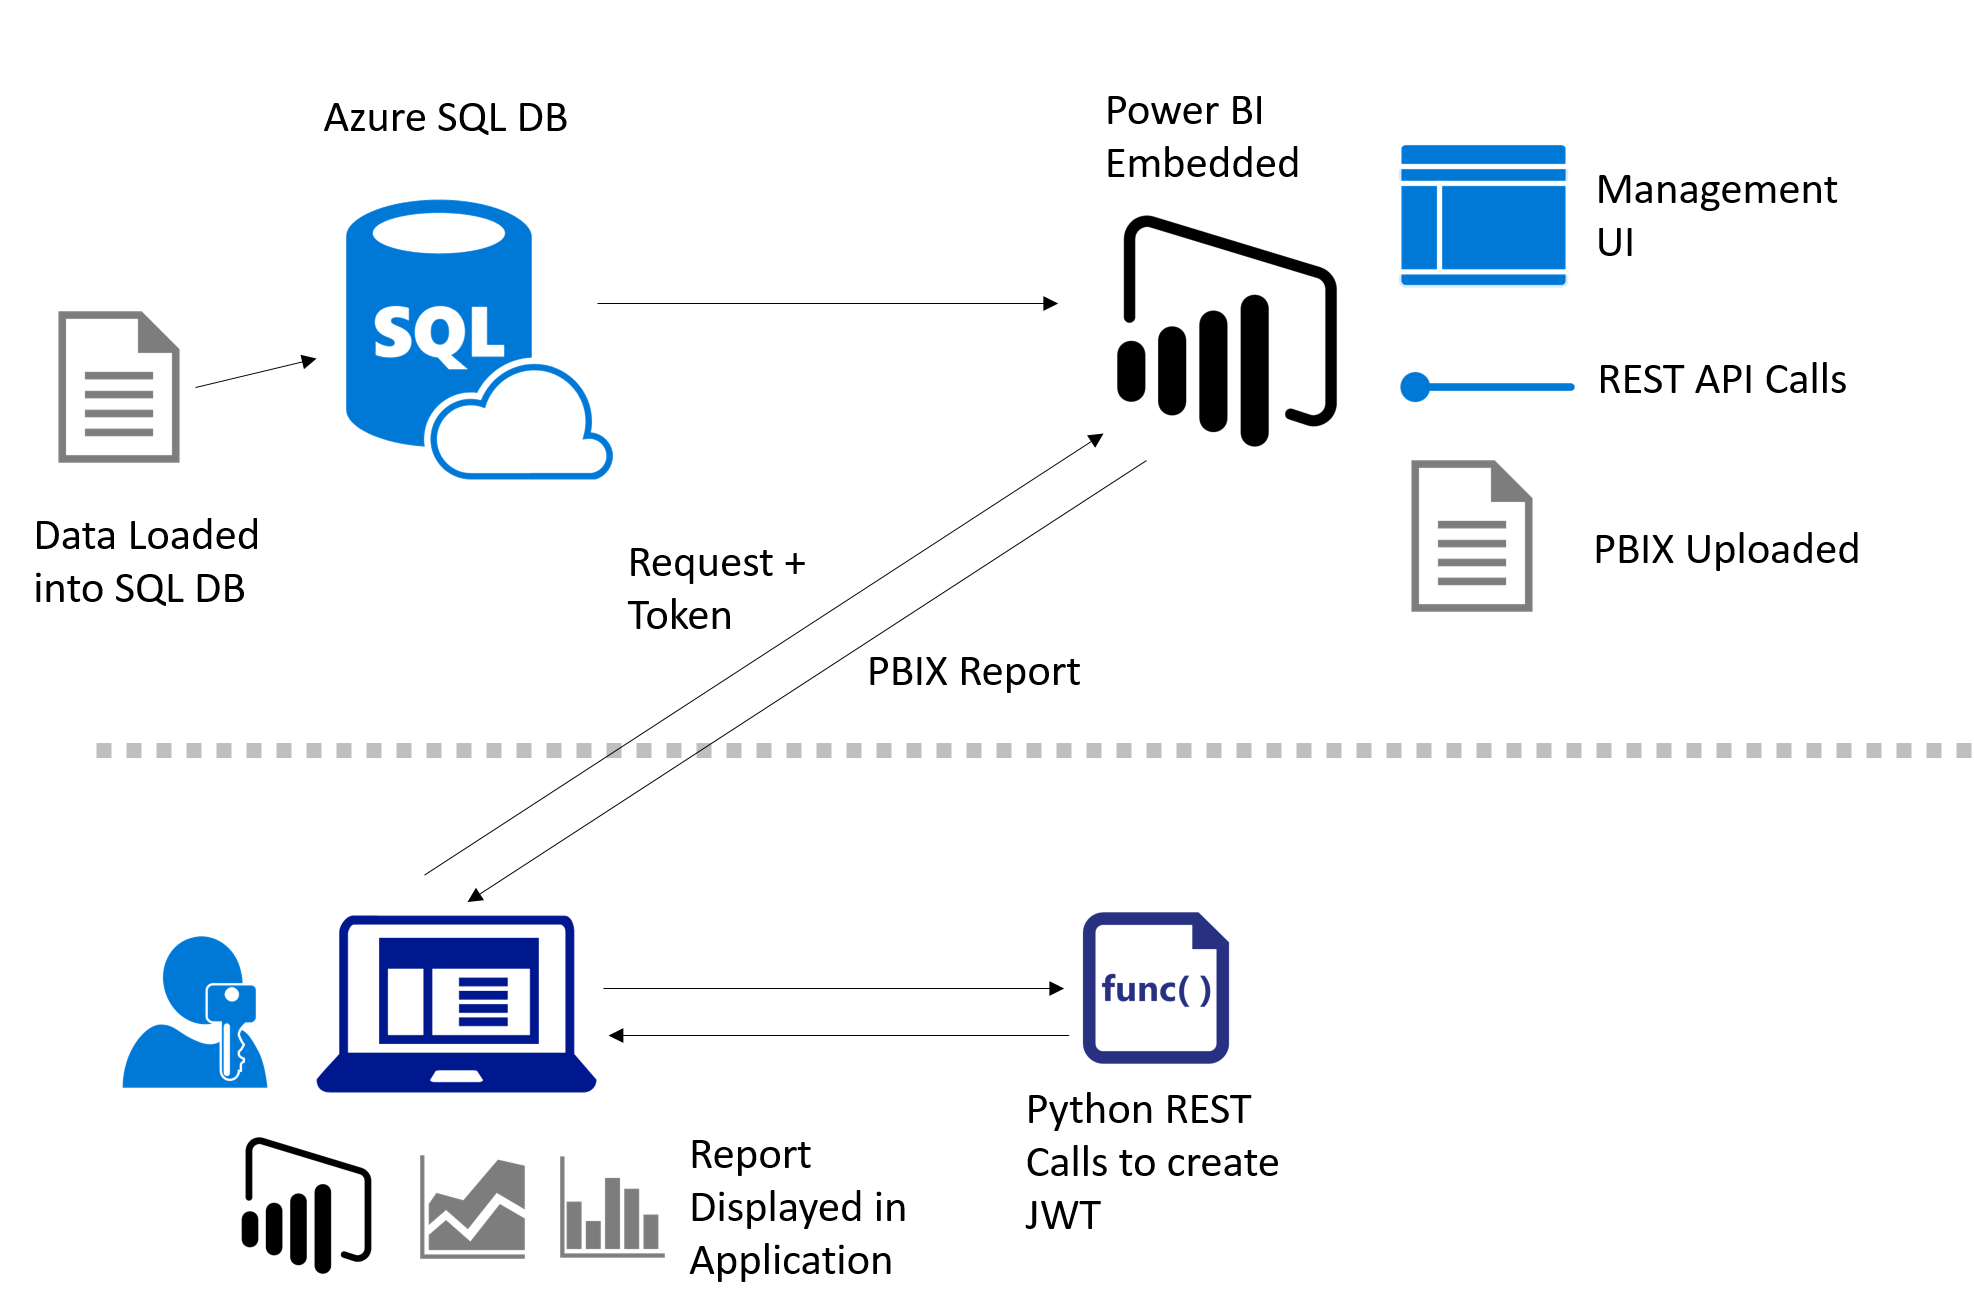 Azure SQL DB
Power BI
Embedded
Management
UI
SQL
REST API Calls
Data Loaded
into SQL DB
Request +
Token
PBIX Uploaded
PBIX Report
func( )
Python REST
Calls to create
JWT
Report
Displayed in
Application